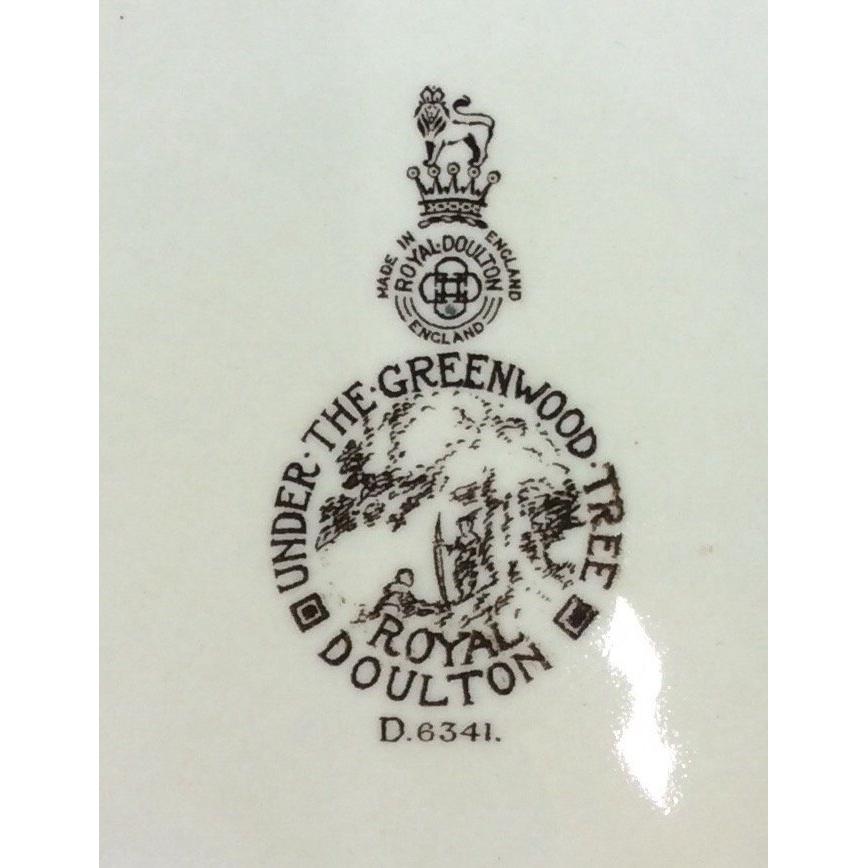 MADE IN ENGLAND
ROYAL·DOULTON
ENGLAND
UNDER·THE·GREENWOOD·TREE
ROYAL
DOULTON
D.6341.